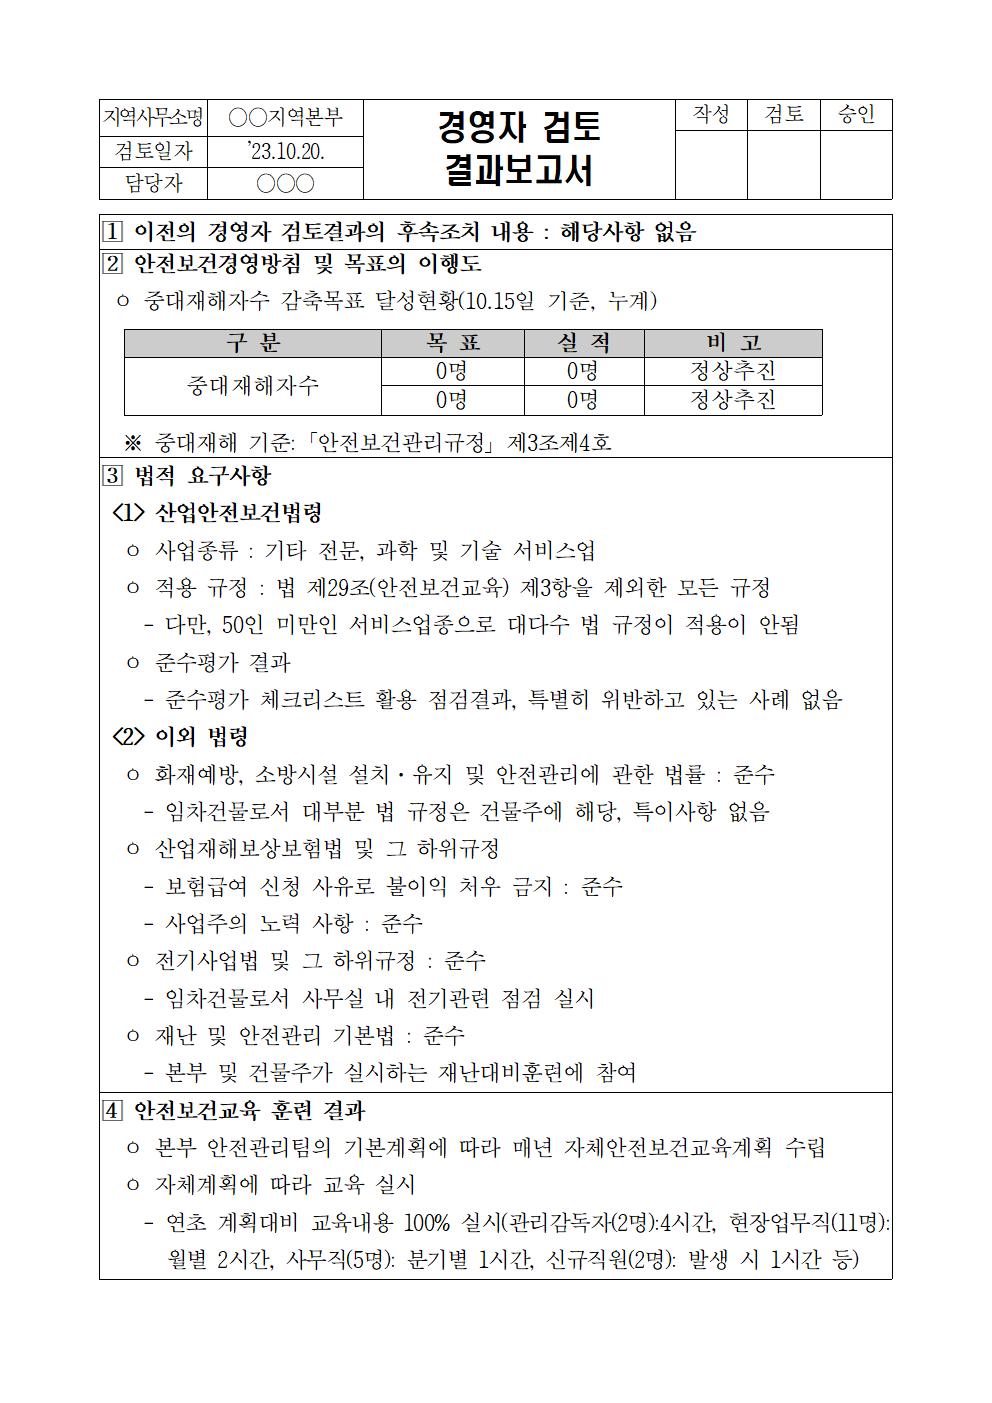 지역사무소명 ○○지역본부 경영자 검토 결과보고서 작성 검토 승인
검토일자 '23.10.20.
담당자 ○○○
1 이전의 경영자 검토결과의 후속조치 내용 : 해당사항 없음
2 안전보건경영방침 및 목표의 이행도
ㅇ 중대재해자수 감축목표 달성현황(10.15일 기준, 누계)
구 분 목 표 실 적 비 고
중대재해자수 0명 0명 정상추진
0명 0명 정상추진
※ 중대재해 기준:「안전보건관리규정」제3조제4호
3 법적 요구사항
<1> 산업안전보건법령
ㅇ 사업종류 : 기타 전문, 과학 및 기술 서비스업
ㅇ 적용 규정 : 법 제29조(안전보건교육) 제3항을 제외한 모든 규정
- 다만, 50인 미만인 서비스업종으로 대다수 법 규정이 적용이 안됨
ㅇ 준수평가 결과
- 준수평가 체크리스트 활용 점검결과, 특별히 위반하고 있는 사례 없음
<2> 이외 법령
ㅇ 화재예방, 소방시설 설치・유지 및 안전관리에 관한 법률 : 준수
- 임차건물로서 대부분 법 규정은 건물주에 해당, 특이사항 없음
ㅇ 산업재해보상보험법 및 그 하위규정
- 보험급여 신청 사유로 불이익 처우 금지 : 준수
- 사업주의 노력 사항 : 준수
ㅇ 전기사업법 및 그 하위규정 : 준수
- 임차건물로서 사무실 내 전기관련 점검 실시
ㅇ 재난 및 안전관리 기본법 : 준수
- 본부 및 건물주가 실시하는 재난대비훈련에 참여
4 안전보건교육 훈련 결과
ㅇ 본부 안전관리팀의 기본계획에 따라 매년 자체안전보건교육계획 수립
ㅇ 자체계획에 따라 교육 실시
- 연초 계획대비 교육내용 100% 실시(관리감독자(2명):4시간, 현장업무직(11명):
월별 2시간, 사무직(5명): 분기별 1시간, 신규직원(2명): 발생 시 1시간 등)